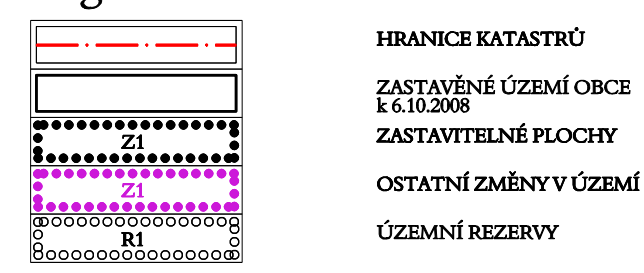 HRANICE KATASTRŮ
ZASTAVĚNÉ ÚZEMÍ OBCE
k 6.10.2008
Z1 ZASTAVITELNÉ PLOCHY
Z1 OSTATNÍ ZMĚNY V ÚZEMÍ
R1 ÚZEMNÍ REZERVY